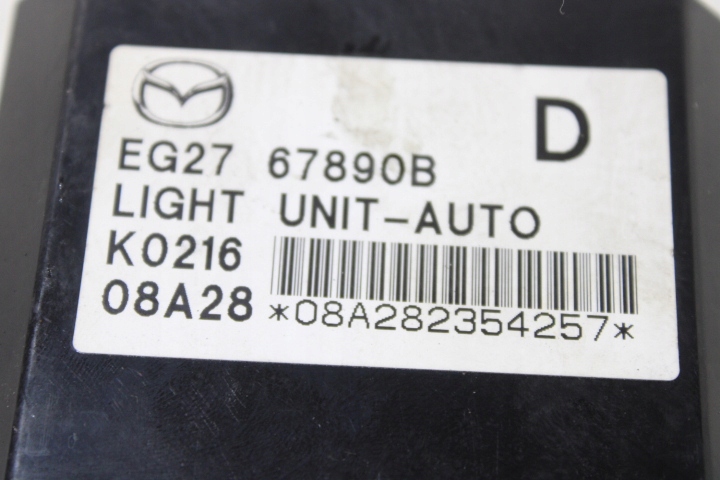 D
EG27 67890B
LIGHT UNIT-AUTO
K0216
08A28 *08A282354257*